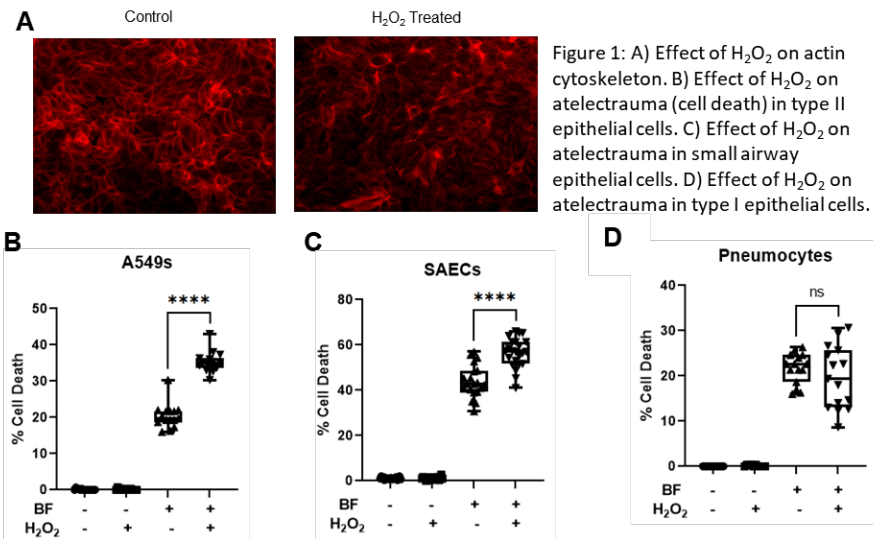 A
Control
H₂O₂ Treated
Figure 1: A) Effect of H₂O₂ on actin
cytoskeleton. B) Effect of H₂O₂ on
atelectrauma (cell death) in type II
epithelial cells. C) Effect of H₂O₂ on
atelectrauma in small airway
epithelial cells. D) Effect of H₂O₂ on
atelectrauma in type I epithelial cells.
B
A549s
****
50
40
30
20
10
0
% Cell Death
BF - - + +
H₂O₂ - + - +
C
SAECs
****
80
60
40
20
0
% Cell Death
BF - - + +
H₂O₂ - + - +
D
Pneumocytes
ns
40
30
20
10
0
% Cell Death
BF - - + +
H₂O₂ - + - +